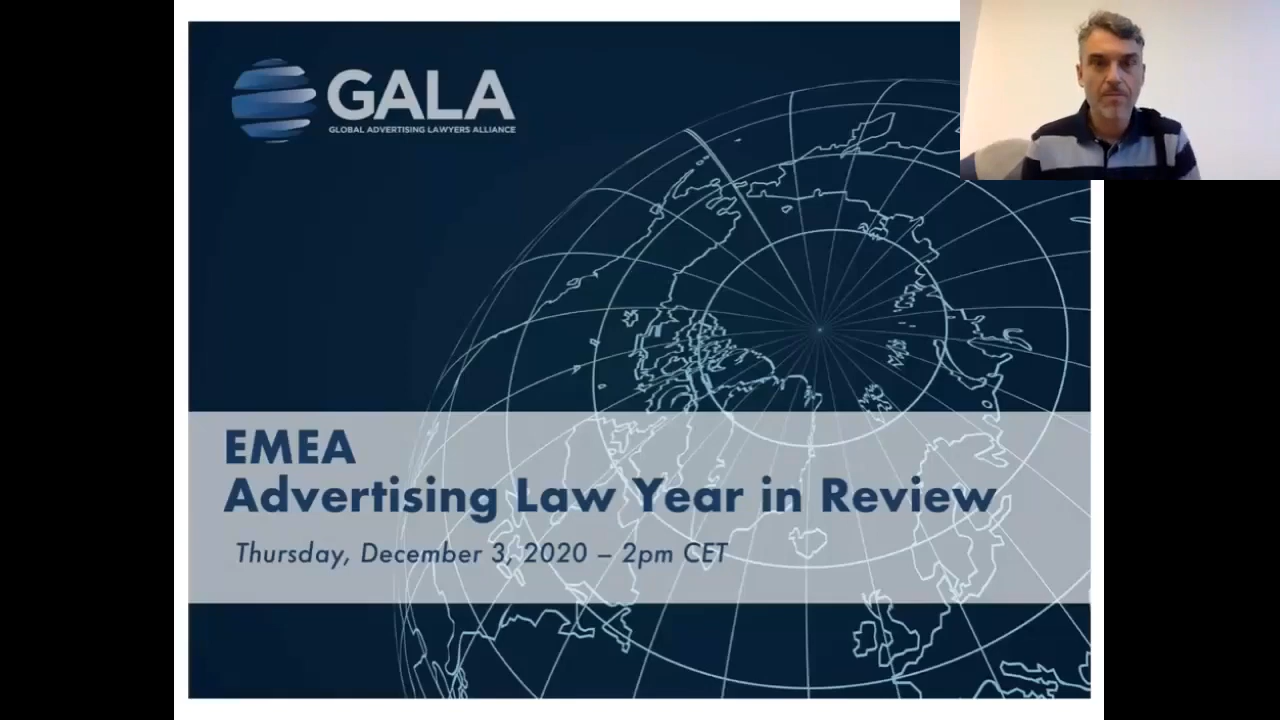 GALA
GLOBAL ADVERTISING LAWYERS ALLIANCE
EMEA
Advertising Law Year in Review
Thursday, December 3, 2020 – 2pm CET